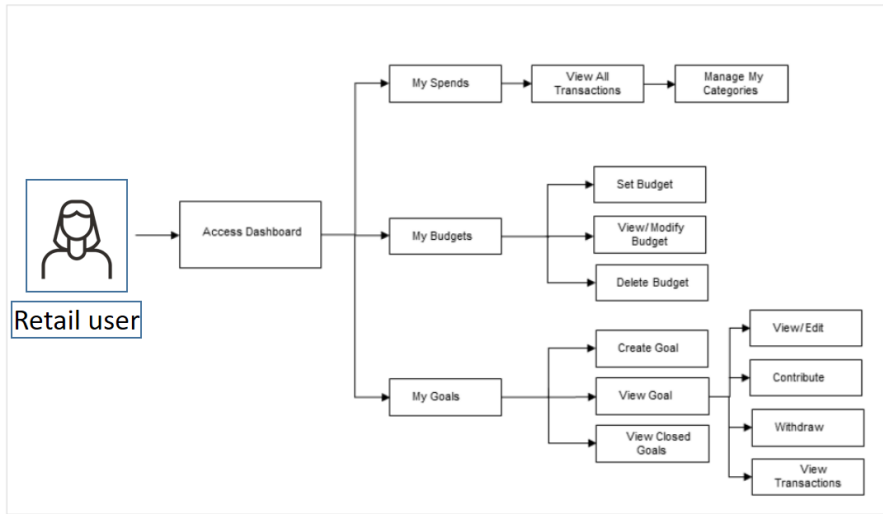 My Spends
View All
Transactions
Manage My
Categories
Set Budget
Access Dashboard
My Budgets
View/Modify
Budget
Delete Budget
Retail user
Create Goal
View/Edit
My Goals
View Goal
Contribute
View Closed
Goals
Withdraw
View
Transactions